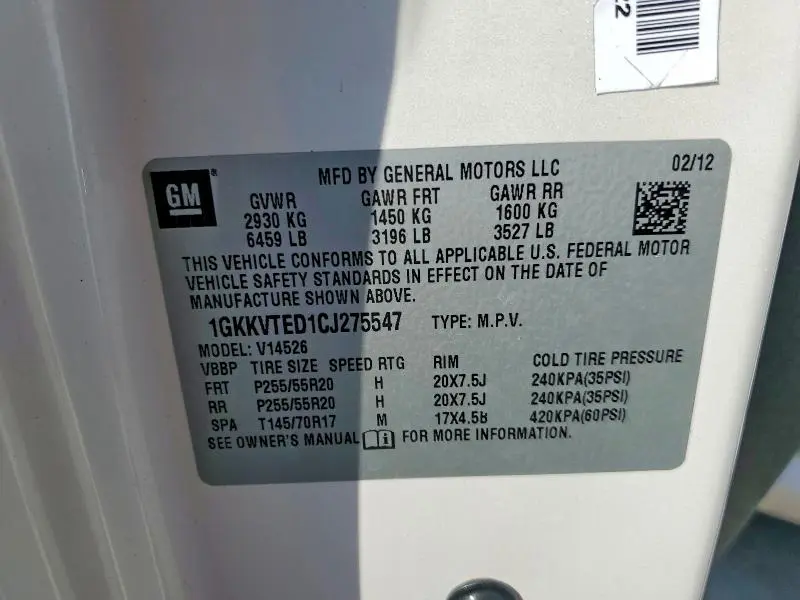 22
MFD BY GENERAL MOTORS LLC 02/12
GM®
GVWR GAWR FRT GAWR RR
2930 KG 1450 KG 1600 KG
6459 LB 3196 LB 3527 LB
THIS VEHICLE CONFORMS TO ALL APPLICABLE U.S. FEDERAL MOTOR
VEHICLE SAFETY STANDARDS IN EFFECT ON THE DATE OF
MANUFACTURE SHOWN ABOVE.
1GKKVTED1CJ275547 TYPE: M.P.V.
MODEL: V14526
VBBP TIRE SIZE SPEED RTG RIM COLD TIRE PRESSURE
FRT P255/55R20 H 20X7.5J 240KPA(35PSI)
RR P255/55R20 H 20X7.5J 240KPA(35PSI)
SPA T145/70R17 M 17X4.5B 420KPA(60PSI)
SEE OWNER'S MANUAL FOR MORE INFORMATION.